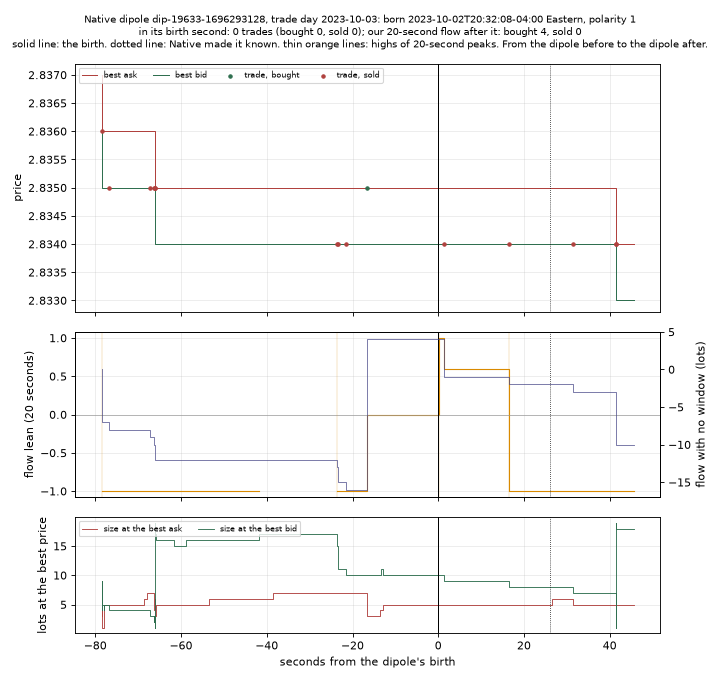 Native dipole dip-19633-1696293128, trade day 2023-10-03: born 2023-10-02T20:32:08-04:00 Eastern, polarity 1
in its birth second: 0 trades (bought 0, sold 0); our 20-second flow after it: bought 4, sold 0
solid line: the birth. dotted line: Native made it known. thin orange lines: highs of 20-second peaks. From the dipole before to the dipole after.
best ask best bid trade, bought trade, sold
2.8370
2.8365
2.8360
2.8355
2.8350
2.8345
2.8340
2.8335
2.8330
price
1.0
0.5
0.0
−0.5
−1.0
flow lean (20 seconds)
5
0
−5
−10
−15
flow with no window (lots)
size at the best ask size at the best bid
15
10
5
lots at the best price
−80 −60 −40 −20 0 20 40
seconds from the dipole's birth